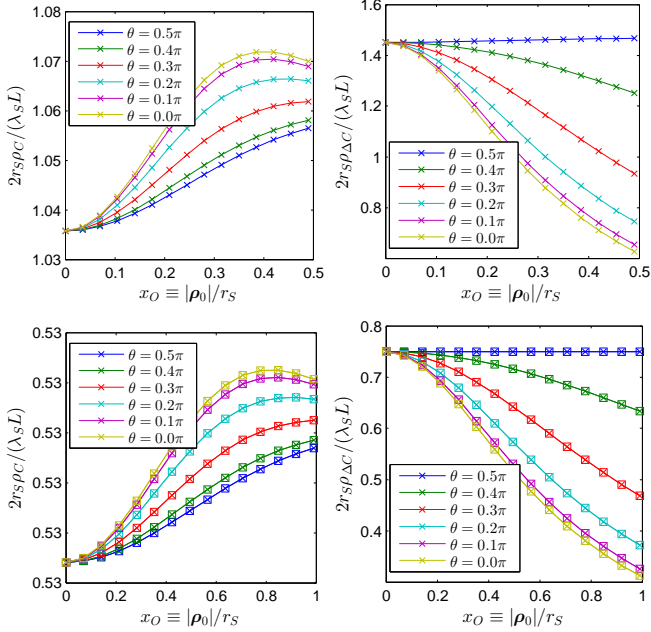 1.07
1.06
1.05
1.04
1.03
0
0.1
0.2
0.3
0.4
0.5
2r_Sρ_C/(λ_SL)
x_O ≡ |ρ_0|/r_S
θ = 0.5π
θ = 0.4π
θ = 0.3π
θ = 0.2π
θ = 0.1π
θ = 0.0π
1.6
1.4
1.2
1
0.8
0
0.1
0.2
0.3
0.4
0.5
2r_Sρ_ΔC/(λ_SL)
x_O ≡ |ρ_0|/r_S
θ = 0.5π
θ = 0.4π
θ = 0.3π
θ = 0.2π
θ = 0.1π
θ = 0.0π
0.53
0.53
0.53
0.53
0.53
0.53
0
0.2
0.4
0.6
0.8
1
2r_Sρ_C/(λ_SL)
x_O ≡ |ρ_0|/r_S
θ = 0.5π
θ = 0.4π
θ = 0.3π
θ = 0.2π
θ = 0.1π
θ = 0.0π
0.8
0.7
0.6
0.5
0.4
0
0.2
0.4
0.6
0.8
1
2r_Sρ_ΔC/(λ_SL)
x_O ≡ |ρ_0|/r_S
θ = 0.5π
θ = 0.4π
θ = 0.3π
θ = 0.2π
θ = 0.1π
θ = 0.0π